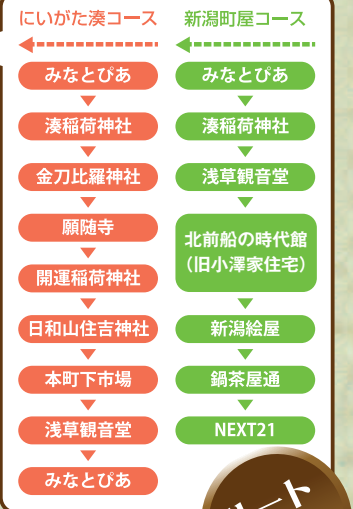 にいがた湊コース
みなとぴあ
湊稲荷神社
金刀比羅神社
願随寺
開運稲荷神社
日和山住吉神社
本町下市場
浅草観音堂
みなとぴあ
新潟町屋コース
みなとぴあ
湊稲荷神社
浅草観音堂
北前船の時代館
（旧小澤家住宅）
新潟絵屋
鍋茶屋通
NEXT21